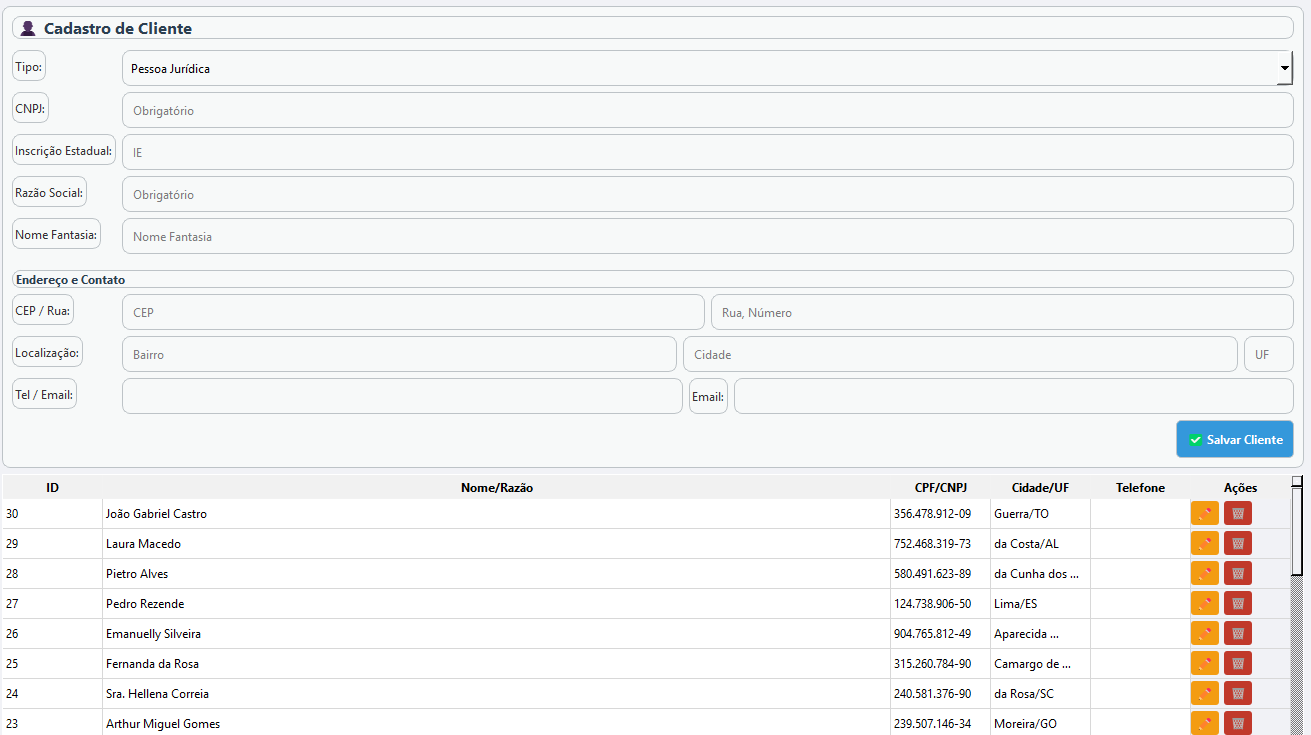 Cadastro de Cliente
Tipo: Pessoa Jurídica
CNPJ: Obrigatório
Inscrição Estadual: IE
Razão Social: Obrigatório
Nome Fantasia: Nome Fantasia
Endereço e Contato
CEP / Rua: CEP Rua, Número
Localização: Bairro Cidade UF
Tel / Email: Email:
Salvar Cliente
ID Nome/Razão CPF/CNPJ Cidade/UF Telefone Ações
30 João Gabriel Castro 356.478.912-09 Guerra/TO
29 Laura Macedo 752.468.319-73 da Costa/AL
28 Pietro Alves 580.491.623-89 da Cunha dos ...
27 Pedro Rezende 124.738.906-50 Lima/ES
26 Emanuelly Silveira 904.765.812-49 Aparecida ...
25 Fernanda da Rosa 315.260.784-90 Camargo de ...
24 Sra. Hellena Correia 240.581.376-90 da Rosa/SC
23 Arthur Miguel Gomes 239.507.146-34 Moreira/GO